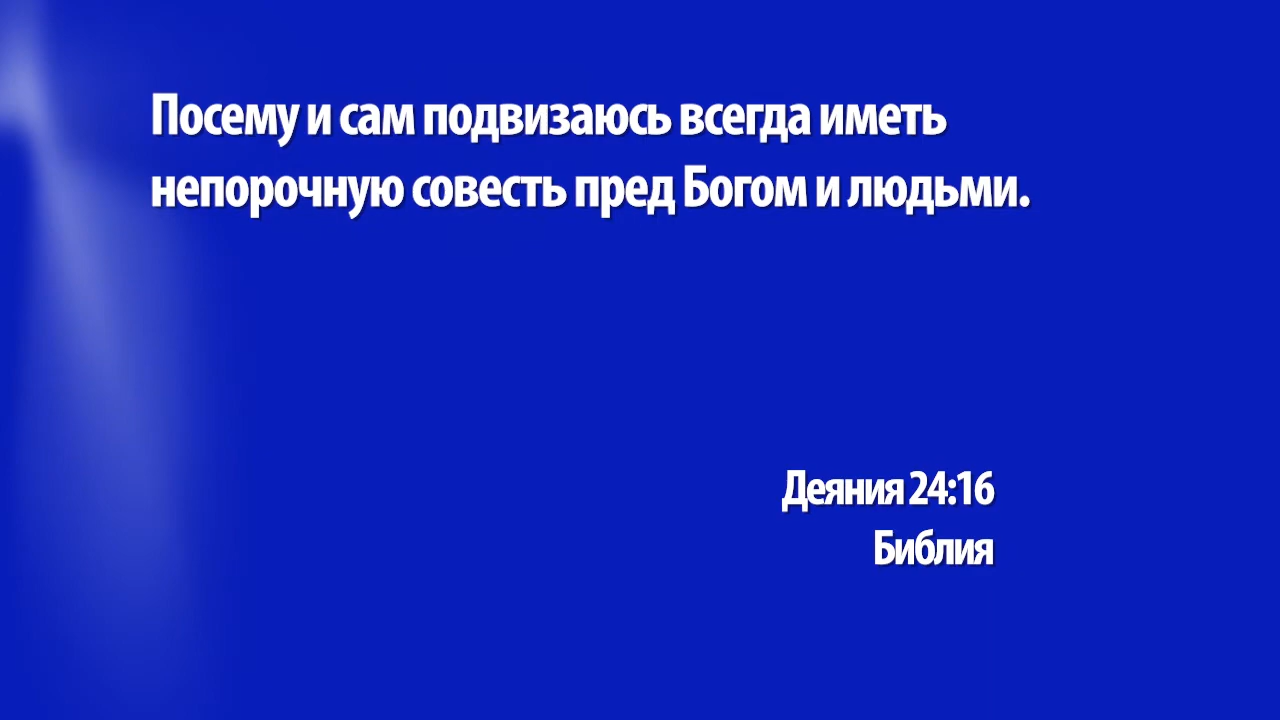 Посему и сам подвизаюсь всегда иметь
непорочную совесть пред Богом и людьми.
Деяния 24:16
Библия